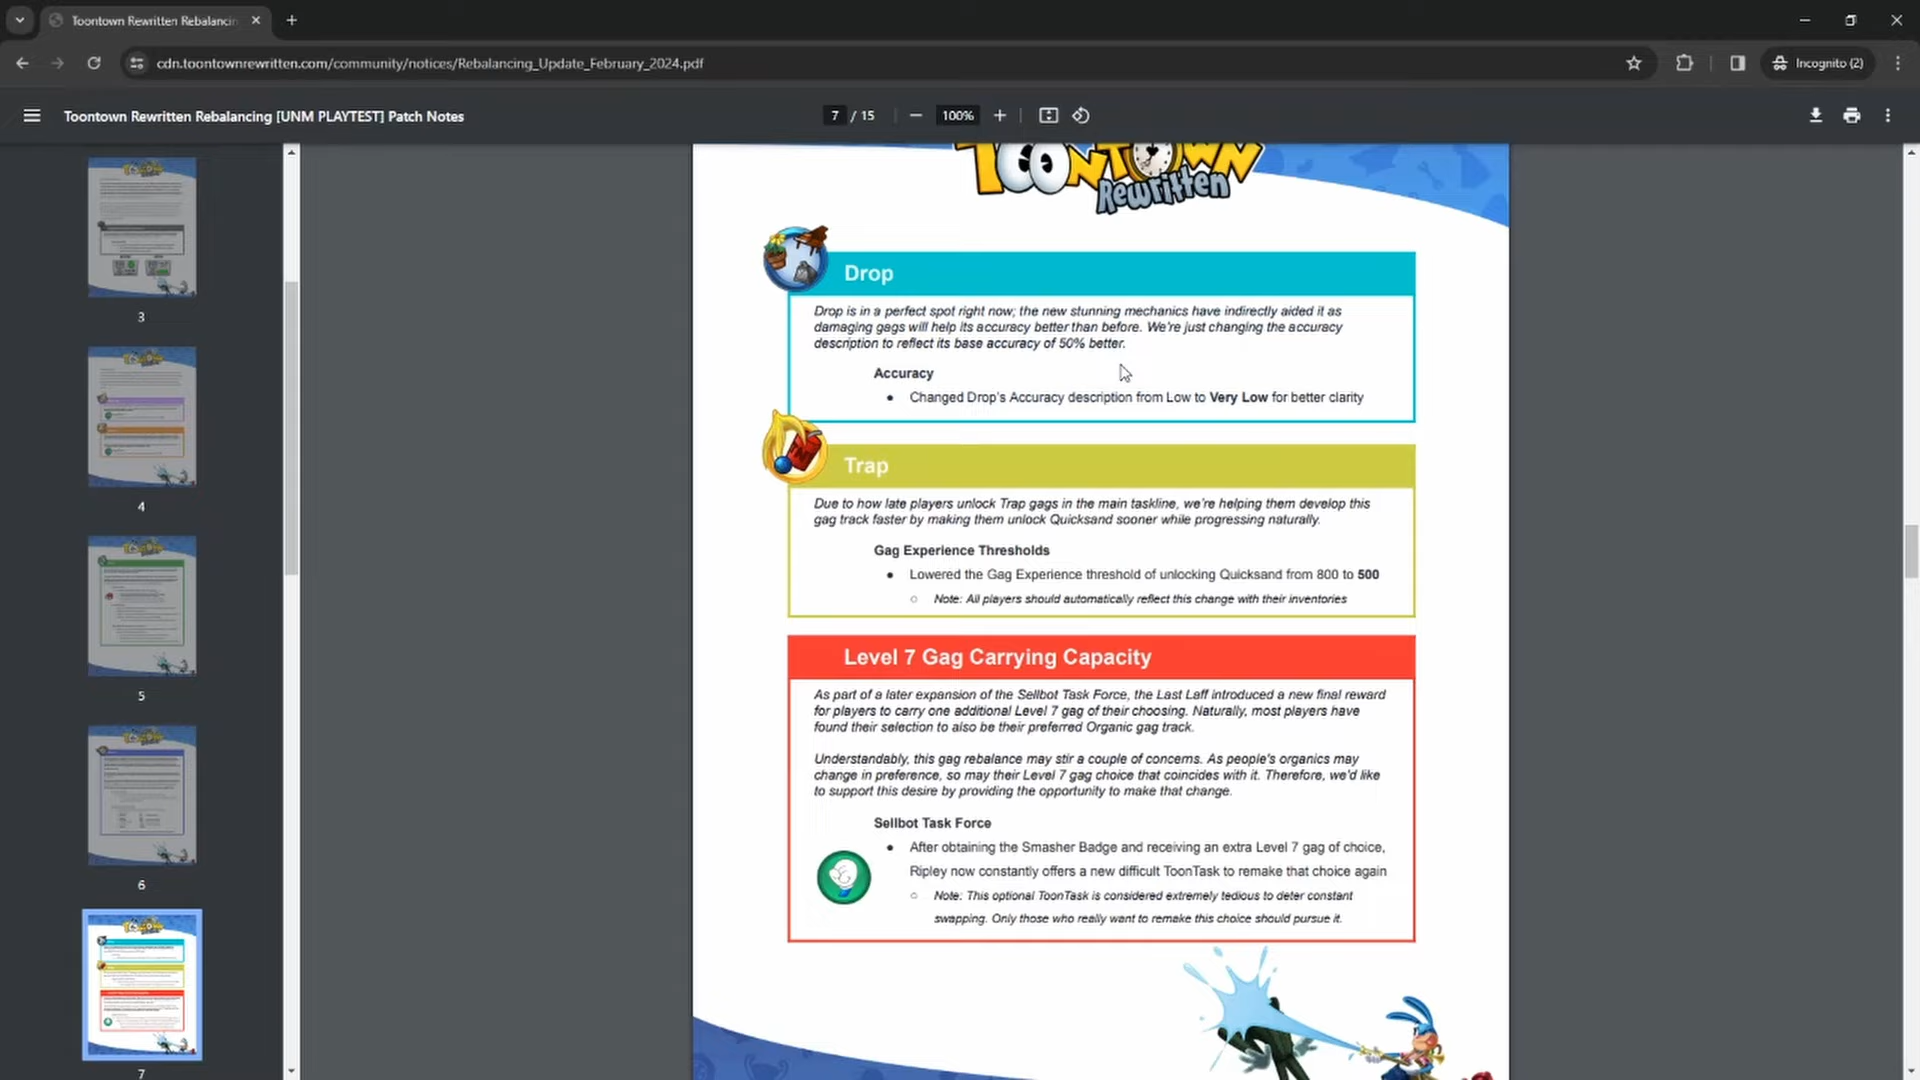 Toontown Rewritten Rebalancin
cdn.toontownrewritten.com/community/notices/Rebalancing_Update_February_2024.pdf
Incognito (2)
Toontown Rewritten Rebalancing [UNM PLAYTEST] Patch Notes
7 / 15
100%
3
4
5
6
7
TOONTOWN
Rewritten
Drop
Drop is in a perfect spot right now; the new stunning mechanics have indirectly aided it as
damaging gags will help its accuracy better than before. We're just changing the accuracy
description to reflect its base accuracy of 50% better.
Accuracy
● Changed Drop's Accuracy description from Low to Very Low for better clarity
Trap
Due to how late players unlock Trap gags in the main taskline, we're helping them develop this
gag track faster by making them unlock Quicksand sooner while progressing naturally.
Gag Experience Thresholds
● Lowered the Gag Experience threshold of unlocking Quicksand from 800 to 500
○ Note: All players should automatically reflect this change with their inventories
Level 7 Gag Carrying Capacity
As part of a later expansion of the Sellbot Task Force, the Last Laff introduced a new final reward
for players to carry one additional Level 7 gag of their choosing. Naturally, most players have
found their selection to also be their preferred Organic gag track.
Understandably, this gag rebalance may stir a couple of concerns. As people's organics may
change in preference, so may their Level 7 gag choice that coincides with it. Therefore, we'd like
to support this desire by providing the opportunity to make that change.
Sellbot Task Force
● After obtaining the Smasher Badge and receiving an extra Level 7 gag of choice,
Ripley now constantly offers a new difficult ToonTask to remake that choice again
○ Note: This optional ToonTask is considered extremely tedious to deter constant
swapping. Only those who really want to remake this choice should pursue it.